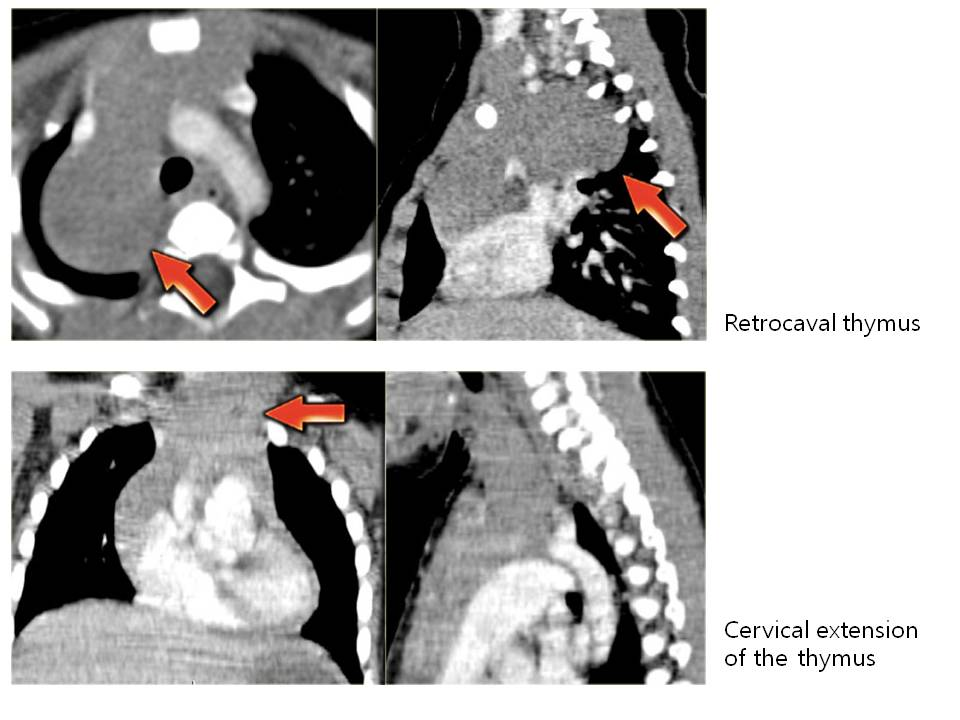 Retrocaval thymus
Cervical extension
of the thymus